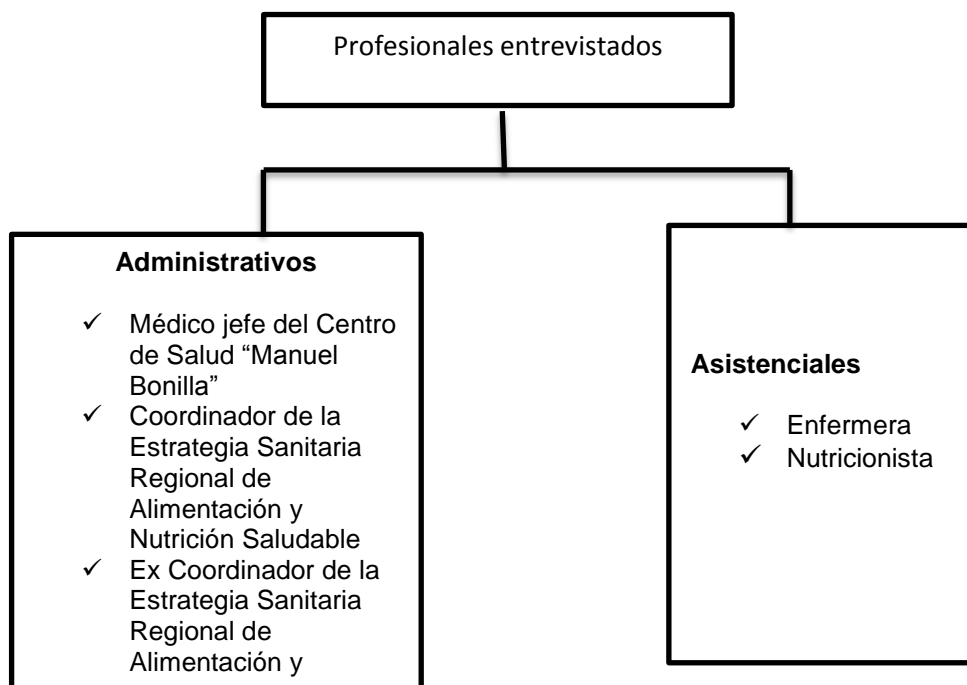 Profesionales entrevistados
Administrativos
✓ Médico jefe del Centro
de Salud “Manuel
Bonilla”
✓ Coordinador de la
Estrategia Sanitaria
Regional de
Alimentación y
Nutrición Saludable
✓ Ex Coordinador de la
Estrategia Sanitaria
Regional de
Alimentación y
Asistenciales
✓ Enfermera
✓ Nutricionista